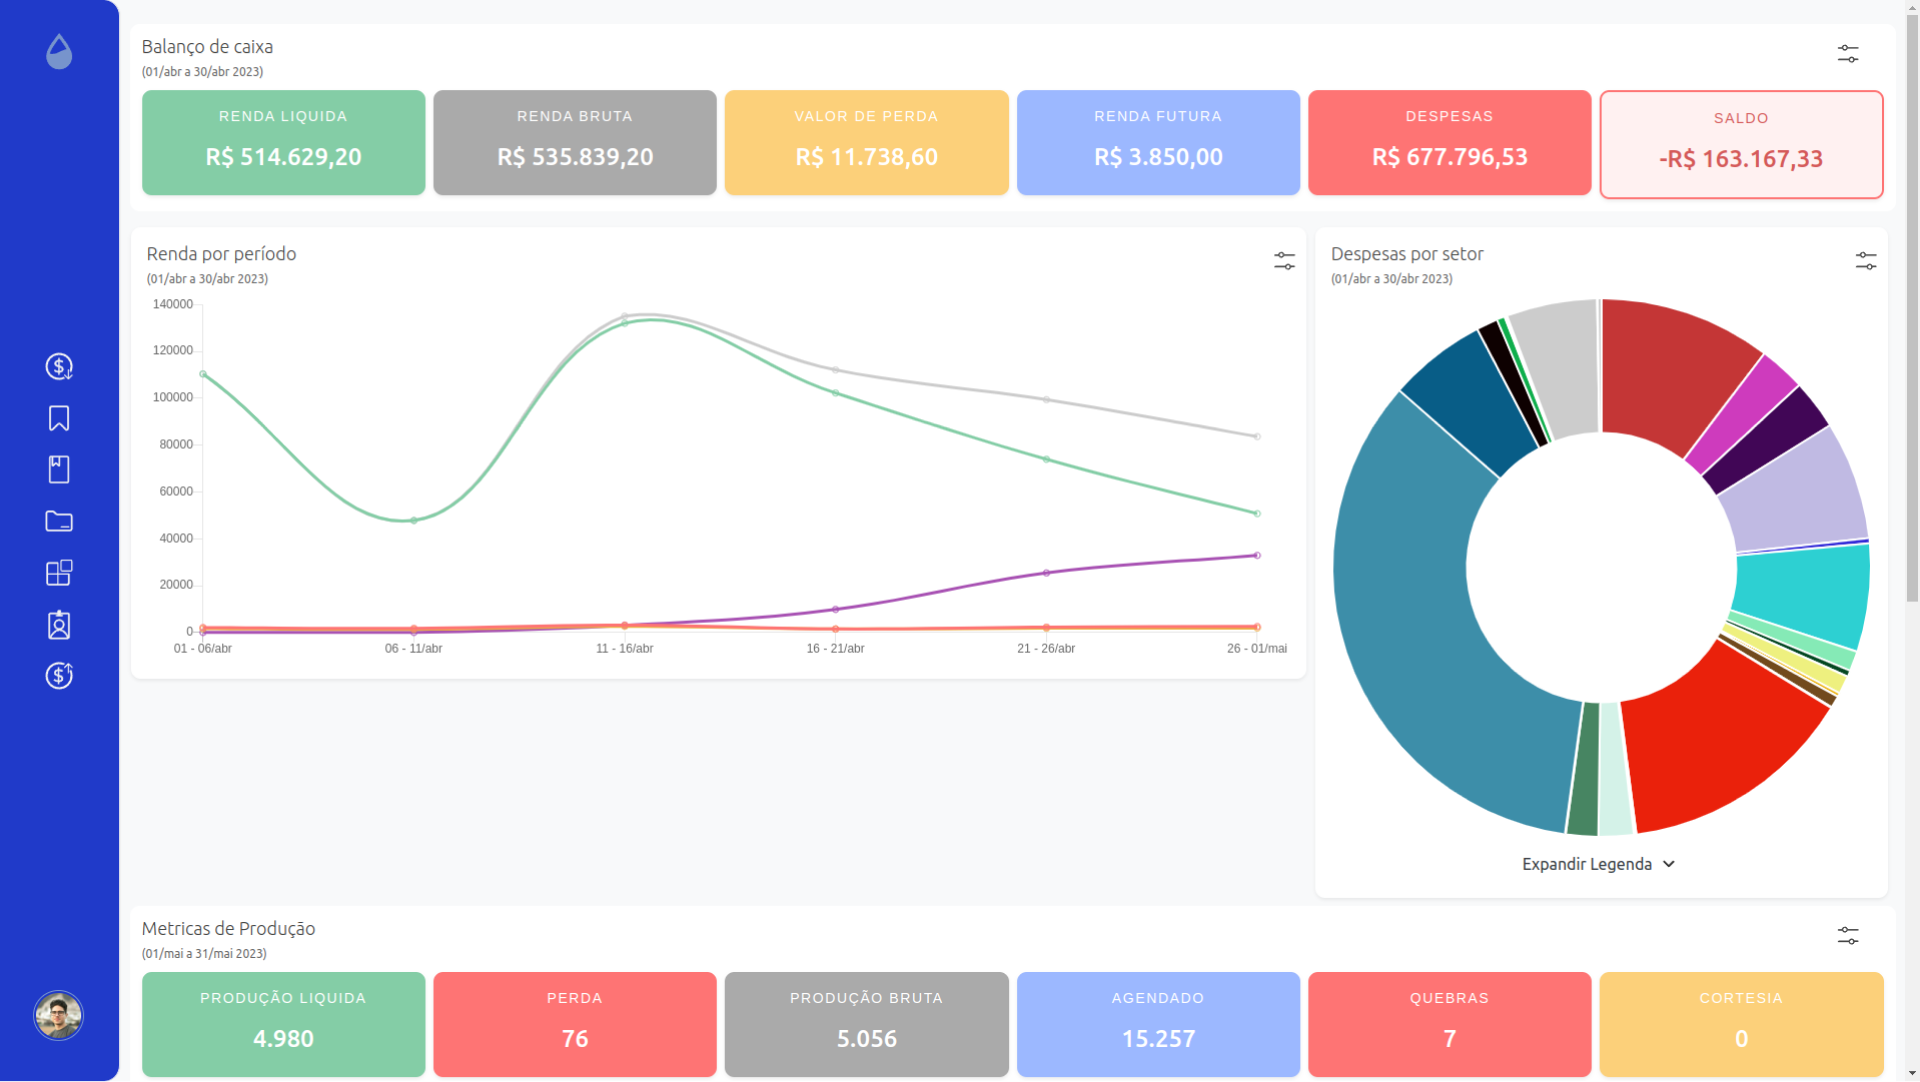 Balanço de caixa
(01/abr a 30/abr 2023)
RENDA LIQUIDA
R$ 514.629,20
RENDA BRUTA
R$ 535.839,20
VALOR DE PERDA
R$ 11.738,60
RENDA FUTURA
R$ 3.850,00
DESPESAS
R$ 677.796,53
SALDO
-R$ 163.167,33
Renda por período
(01/abr a 30/abr 2023)
140000
120000
100000
80000
60000
40000
20000
0
01 - 06/abr
06 - 11/abr
11 - 16/abr
16 - 21/abr
21 - 26/abr
26 - 01/mai
Despesas por setor
(01/abr a 30/abr 2023)
Expandir Legenda
Metricas de Produção
(01/mai a 31/mai 2023)
PRODUÇÃO LIQUIDA
4.980
PERDA
76
PRODUÇÃO BRUTA
5.056
AGENDADO
15.257
QUEBRAS
7
CORTESIA
0